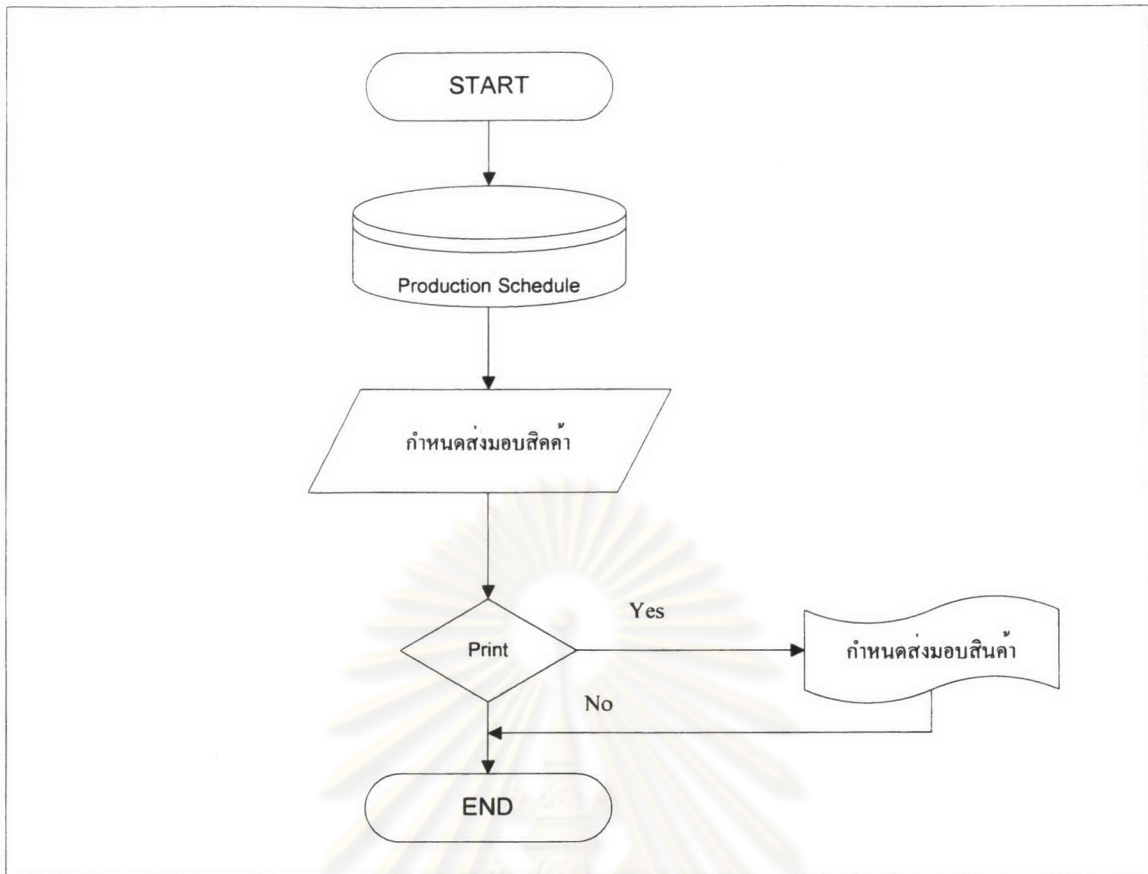 START
Production Schedule
กำหนดส่งมอบสิคค้า
Print
Yes
กำหนดส่งมอบสินค้า
No
END